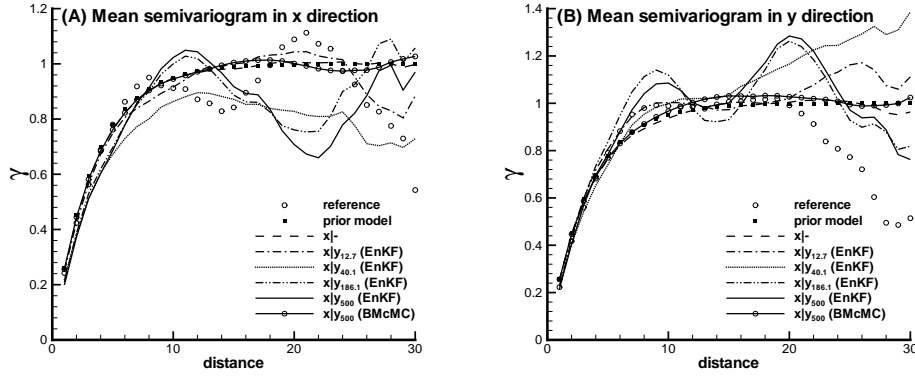 (A) Mean semivariogram in x direction
1.2
1
0.8
0.6
0.4
0.2
0
γ
0
10
20
30
distance
reference
prior model
x|-
x|y12.7 (EnKF)
x|y40.1 (EnKF)
x|y186.1 (EnKF)
x|y500 (EnKF)
x|y500 (BMcMC)
(B) Mean semivariogram in y direction
1.4
1.2
1
0.8
0.6
0.4
0.2
0
γ
0
10
20
30
distance
reference
prior model
x|-
x|y12.7 (EnKF)
x|y40.1 (EnKF)
x|y186.1 (EnKF)
x|y500 (EnKF)
x|y500 (BMcMC)